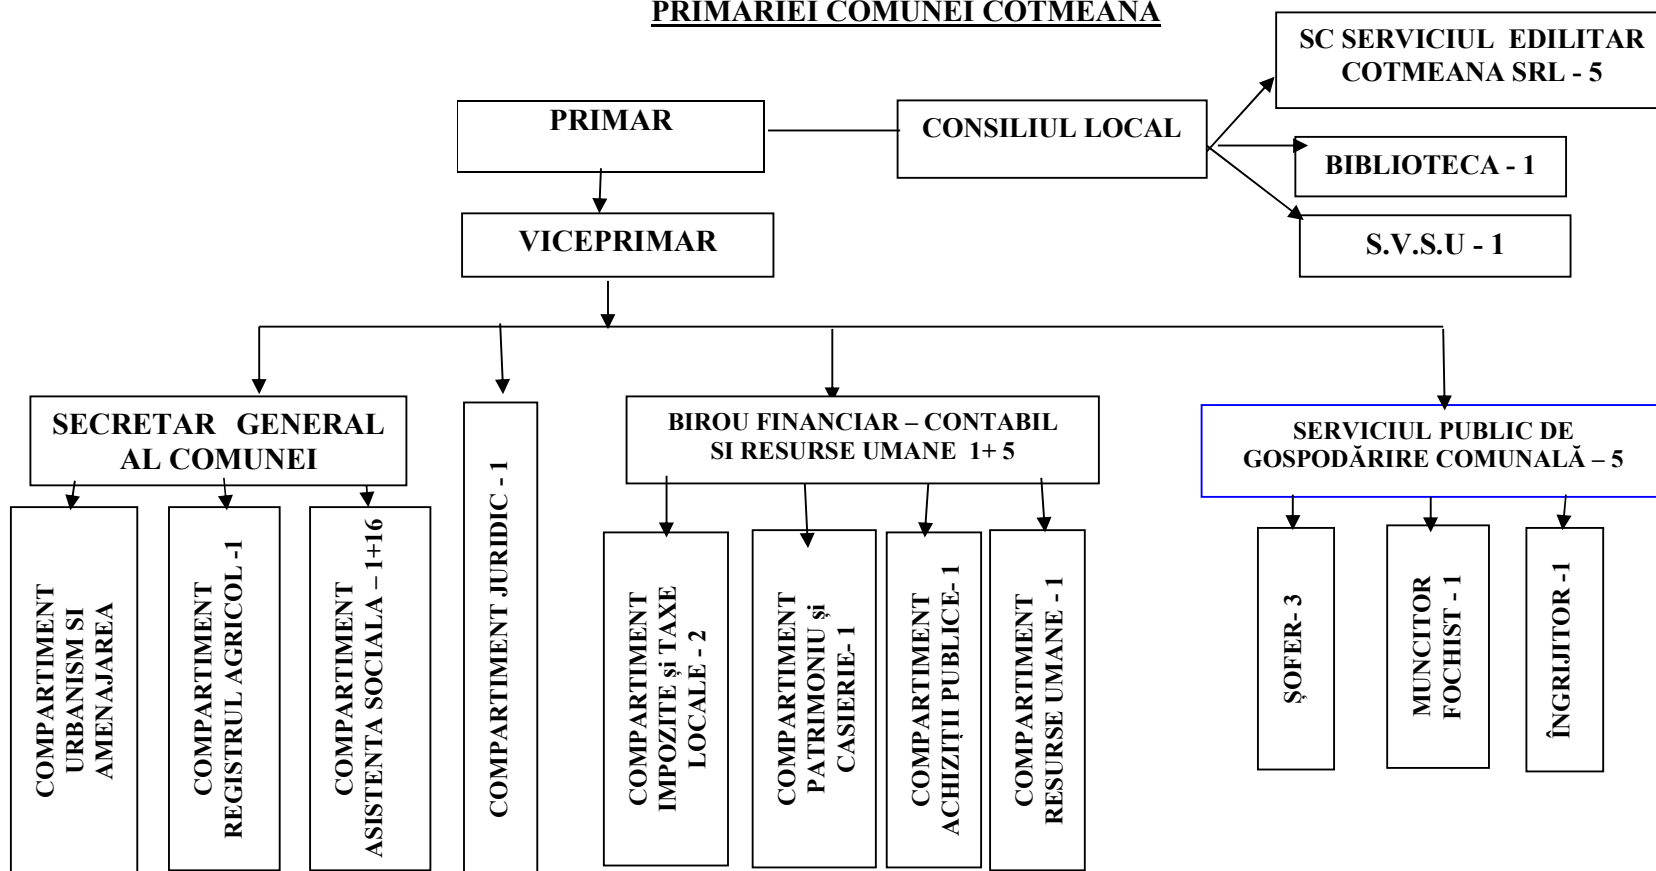 PRIMARIEI COMUNEI COTMEANA
SC SERVICIUL EDILITAR
COTMEANA SRL - 5
PRIMAR
CONSILIUL LOCAL
BIBLIOTECA - 1
VICEPRIMAR
S.V.S.U - 1
SECRETAR GENERAL
AL COMUNEI
COMPARTIMENT JURIDIC - 1
BIROU FINANCIAR – CONTABIL
SI RESURSE UMANE 1+ 5
SERVICIUL PUBLIC DE
GOSPODĂRIRE COMUNALĂ – 5
COMPARTIMENT
URBANISM SI
AMENAJAREA
COMPARTIMENT
REGISTRUL AGRICOL -1
COMPARTIMENT
ASISTENTA SOCIALA – 1+16
COMPARTIMENT
IMPOZITE și TAXE
LOCALE - 2
COMPARTIMENT
PATRIMONIU și
CASIERIE- 1
COMPARTIMENT
ACHIZIȚII PUBLICE- 1
COMPARTIMENT
RESURSE UMANE - 1
ȘOFER- 3
MUNCITOR
FOCHIST - 1
ÎNGRIJITOR -1